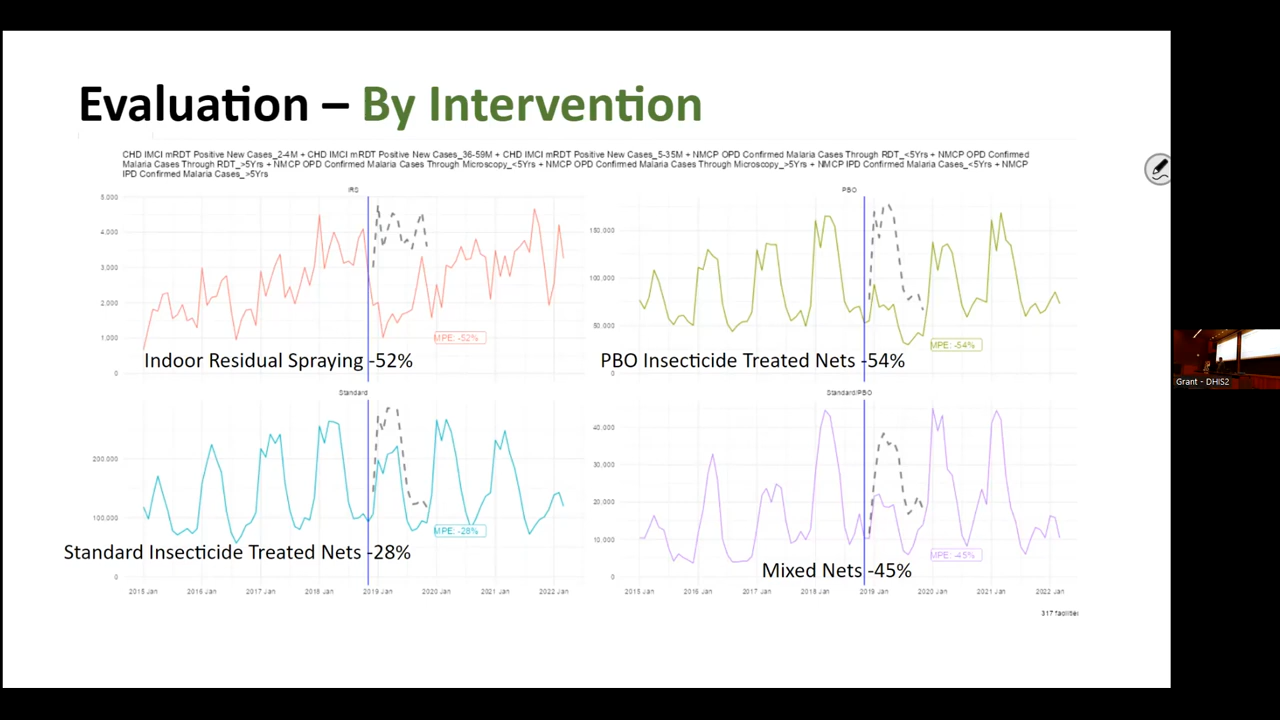 Evaluation – By Intervention
CHD IMCI mRDT Positive New Cases_2-4M + CHD IMCI mRDT Positive New Cases_36-59M + CHD IMCI mRDT Positive New Cases_5-35M + NMCP OPD Confirmed Malaria Cases Through RDT_<5Yrs + NMCP OPD Confirmed
Malaria Cases Through RDT_>5Yrs + NMCP OPD Confirmed Malaria Cases Through Microscopy_<5Yrs + NMCP OPD Confirmed Malaria Cases Through Microscopy_>5Yrs + NMCP IPD Confirmed Malaria Cases_<5Yrs + NMCP
IPD Confirmed Malaria Cases_>5Yrs
IRS
5,000
4,000
3,000
2,000
1,000
0
MPE: -52%
Indoor Residual Spraying -52%
PBO
150,000
100,000
50,000
0
MPE: -54%
PBO Insecticide Treated Nets -54%
Standard
200,000
100,000
0
MPE: -28%
Standard Insecticide Treated Nets -28%
2015 Jan 2016 Jan 2017 Jan 2018 Jan 2019 Jan 2020 Jan 2021 Jan 2022 Jan
Standard/PBO
40,000
30,000
20,000
10,000
0
MPE: -45%
Mixed Nets -45%
2015 Jan 2016 Jan 2017 Jan 2018 Jan 2019 Jan 2020 Jan 2021 Jan 2022 Jan
317 facilities
Grant - DHIS2